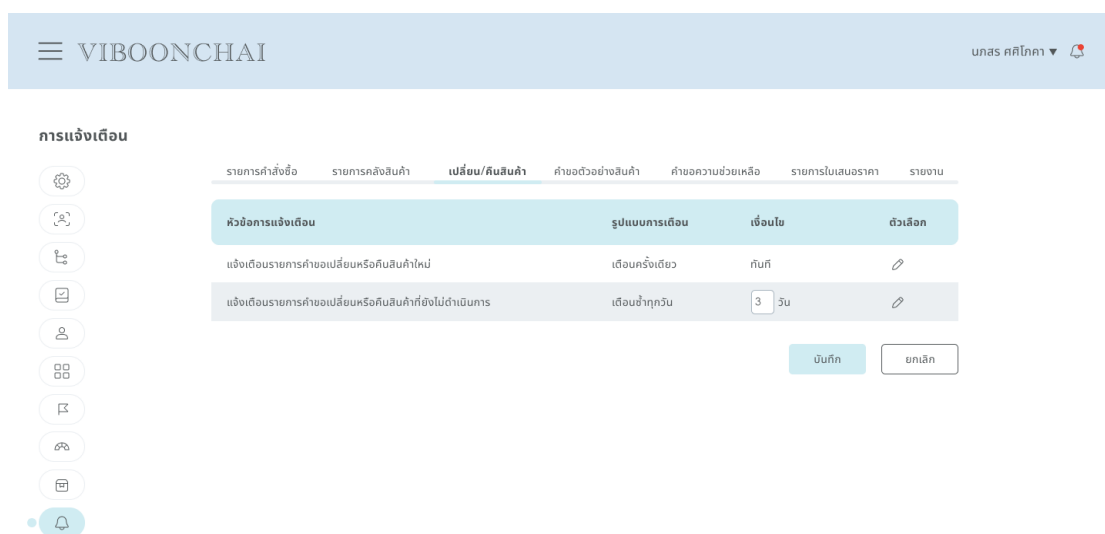 VIBOONCHAI
นภสร ศศิโภคา ▼
การแจ้งเตือน
รายการคำสั่งซื้อ รายการคลังสินค้า เปลี่ยน/คืนสินค้า คำขอตัวอย่างสินค้า คำขอความช่วยเหลือ รายการใบเสนอราคา รายงาน
หัวข้อการแจ้งเตือน รูปแบบการเตือน เงื่อนไข ตัวเลือก
แจ้งเตือนรายการคำขอเปลี่ยนหรือคืนสินค้าใหม่ เตือนครั้งเดียว ทันที
แจ้งเตือนรายการคำขอเปลี่ยนหรือคืนสินค้าที่ยังไม่ดำเนินการ เตือนซ้ำทุกวัน 3 วัน
บันทึก ยกเลิก